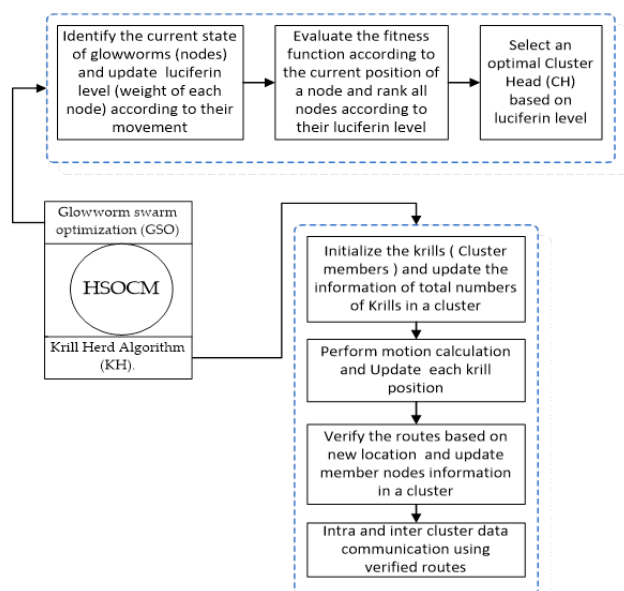 Identify the current state
of glowworms (nodes)
and update luciferin
level (weight of each
node) according to their
movement
Evaluate the fitness
function according to
the current position of
a node and rank all
nodes according to
their luciferin level
Select an
optimal Cluster
Head (CH)
based on
luciferin level
Glowworm swarm
optimization (GSO)
HSOCM
Krill Herd Algorithm
(KH).
Initialize the krills ( Cluster
members ) and update the
information of total numbers
of Krills in a cluster
Perform motion calculation
and Update each krill
position
Verify the routes based on
new location and update
member nodes information
in a cluster
Intra and inter cluster data
communication using
verified routes